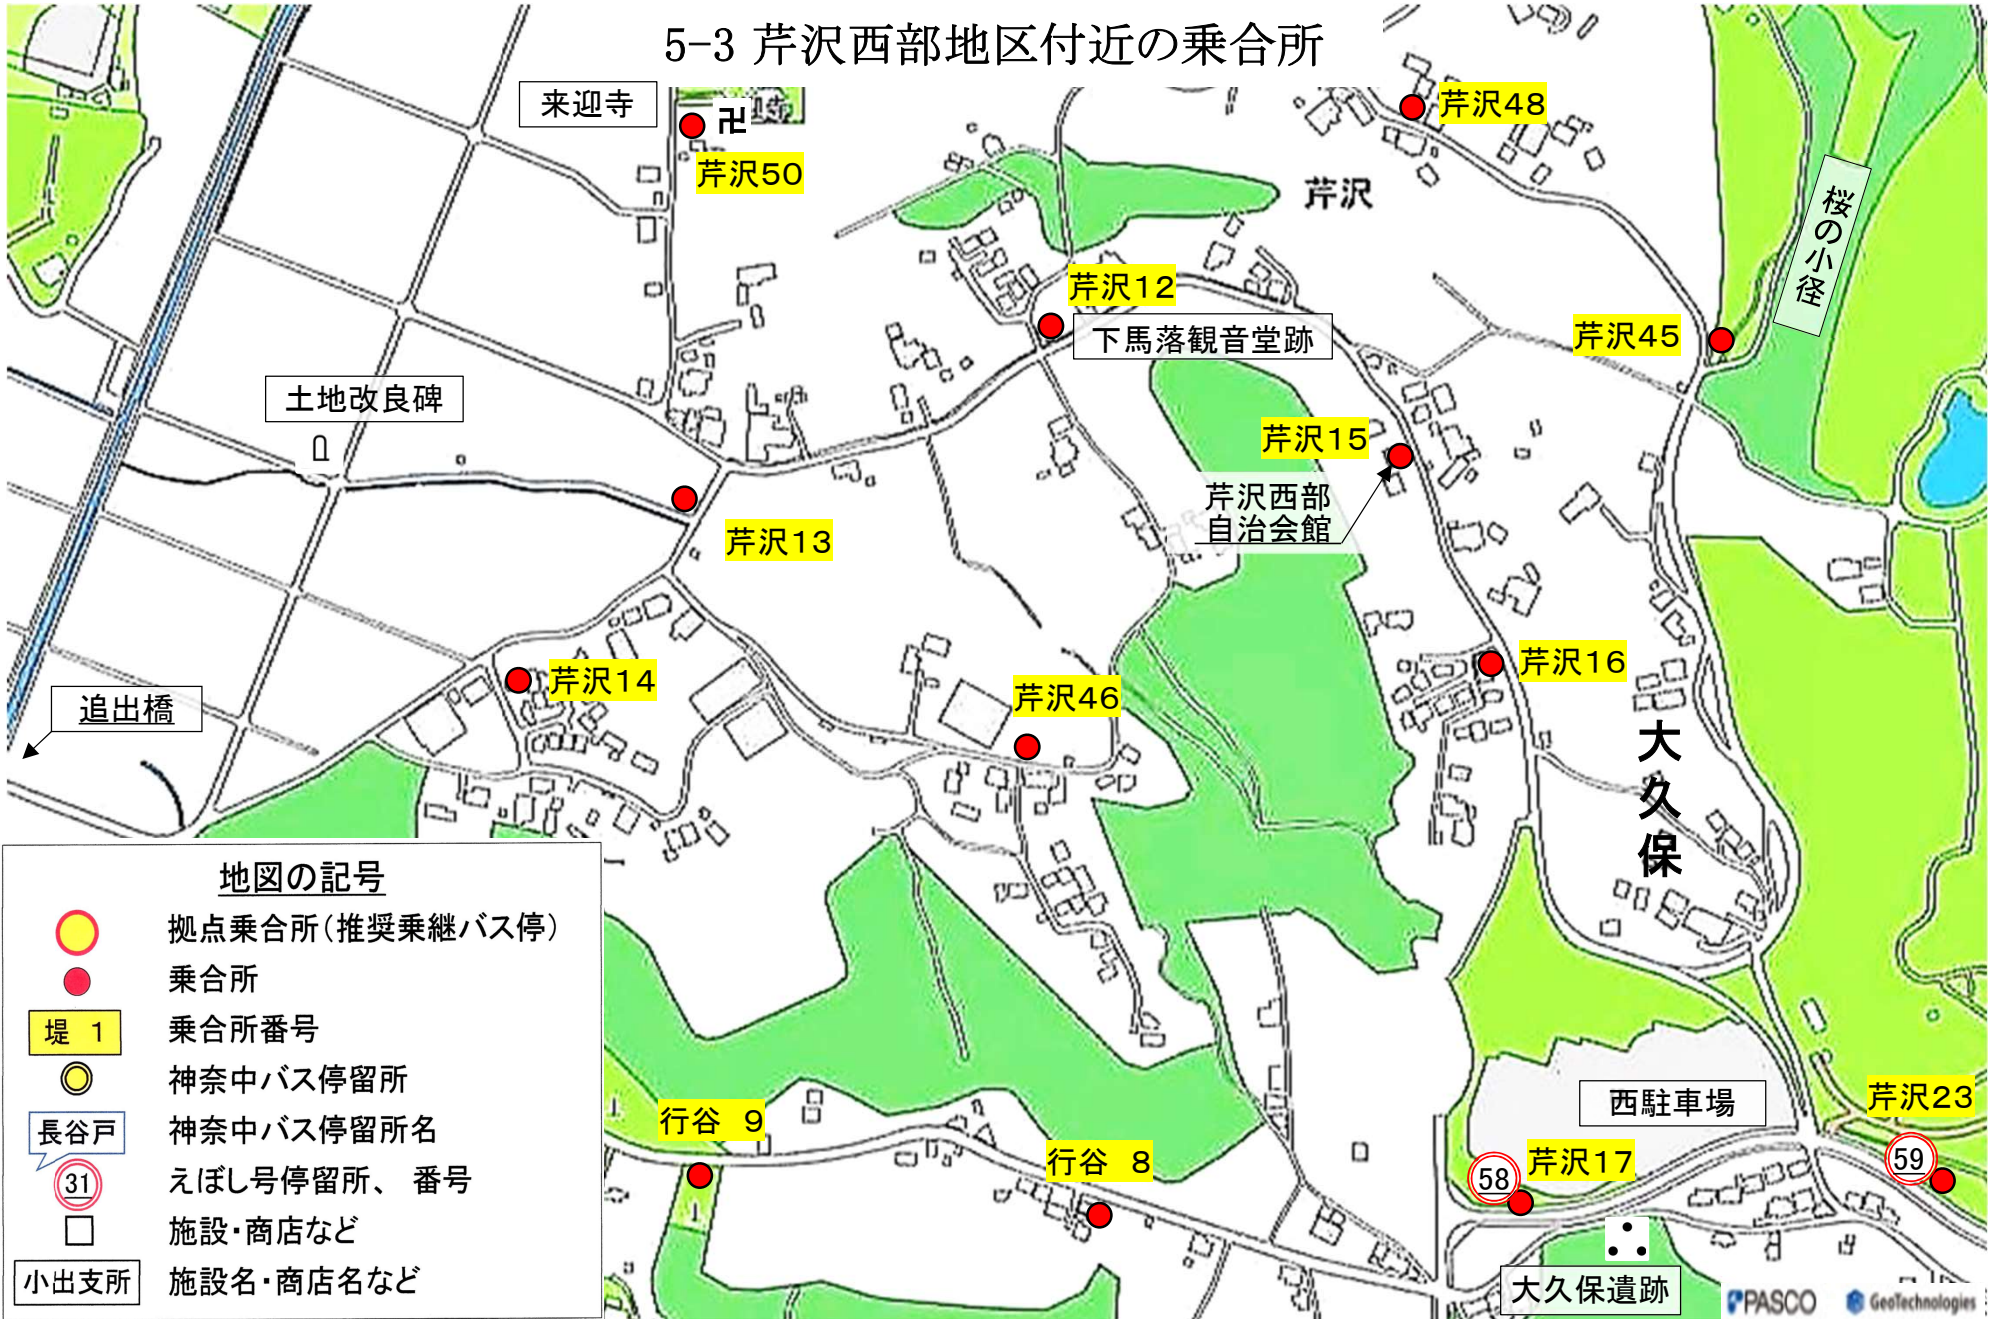 5-3 芹沢西部地区付近の乗合所
来迎寺
卍
迎寺
芹沢50
芹沢48
芹沢
桜の小径
芹沢12
下馬落観音堂跡
芹沢45
土地改良碑
芹沢15
芹沢西部
自治会館
芹沢13
芹沢14
芹沢16
芹沢46
追出橋
大久保
地図の記号
拠点乗合所(推奨乗継バス停)
乗合所
堤 1
乗合所番号
神奈中バス停留所
長谷戸
神奈中バス停留所名
31
えぼし号停留所、 番号
施設・商店など
小出支所
施設名・商店名など
行谷 9
行谷 8
西駐車場
芹沢23
59
芹沢17
58
大久保遺跡
PASCO
GeoTechnologies